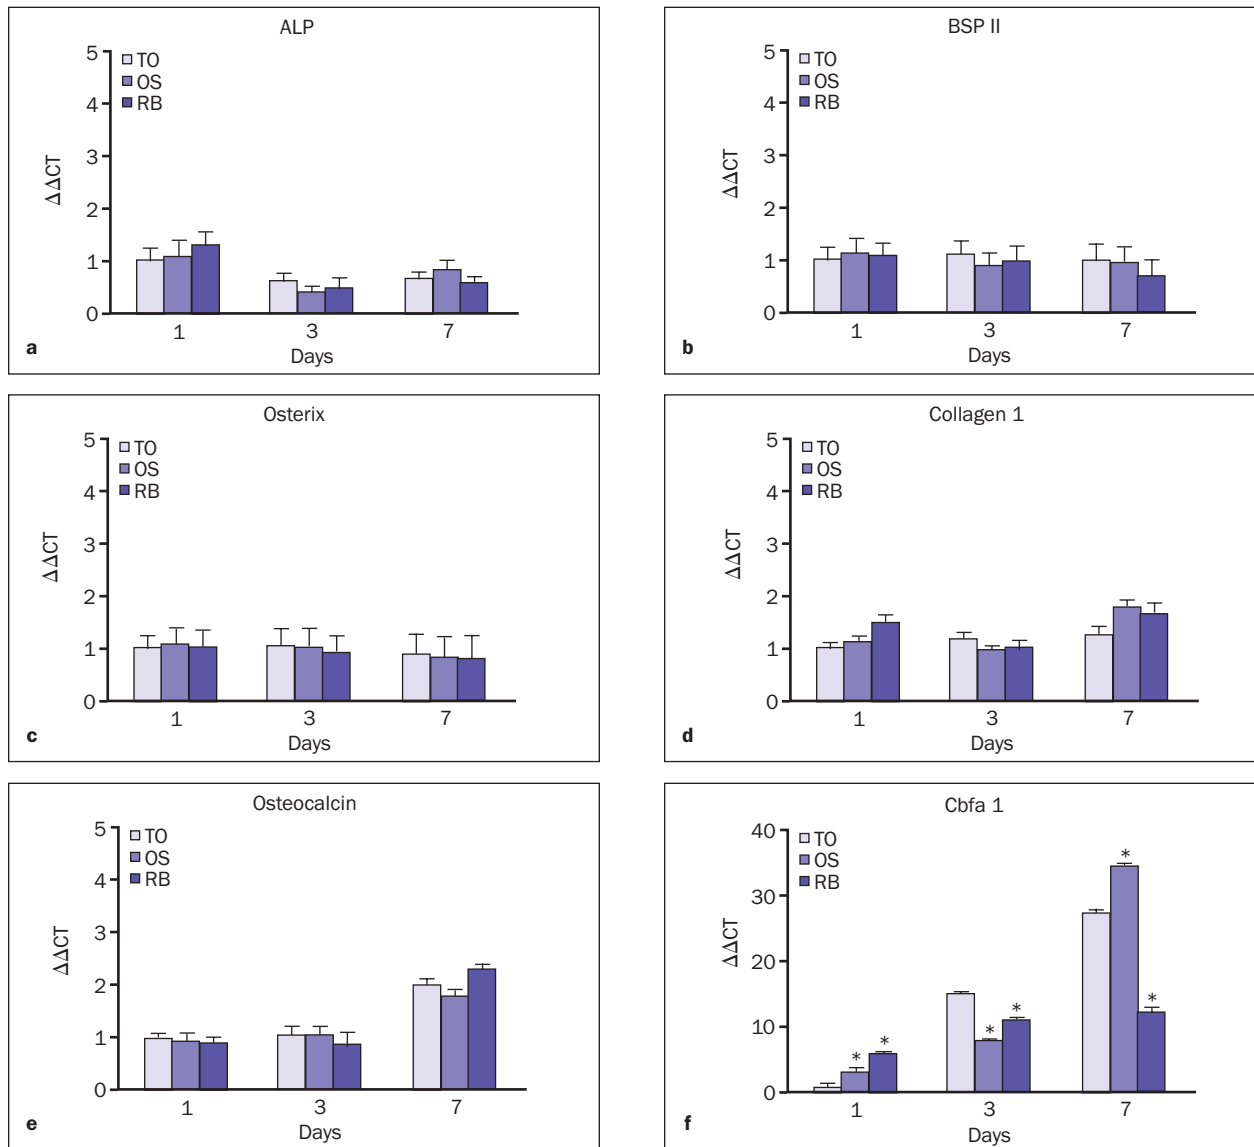 ALP
5
4
3
2
1
0
ΔΔCT
TO
OS
RB
1 3 7
Days
a
BSP II
5
4
3
2
1
0
ΔΔCT
TO
OS
RB
1 3 7
Days
b
Osterix
5
4
3
2
1
0
ΔΔCT
TO
OS
RB
1 3 7
Days
c
Collagen 1
5
4
3
2
1
0
ΔΔCT
TO
OS
RB
1 3 7
Days
d
Osteocalcin
5
4
3
2
1
0
ΔΔCT
TO
OS
RB
1 3 7
Days
e
Cbfa 1
40
30
20
10
0
ΔΔCT
TO
OS
RB
* *
* *
* *
1 3 7
Days
f